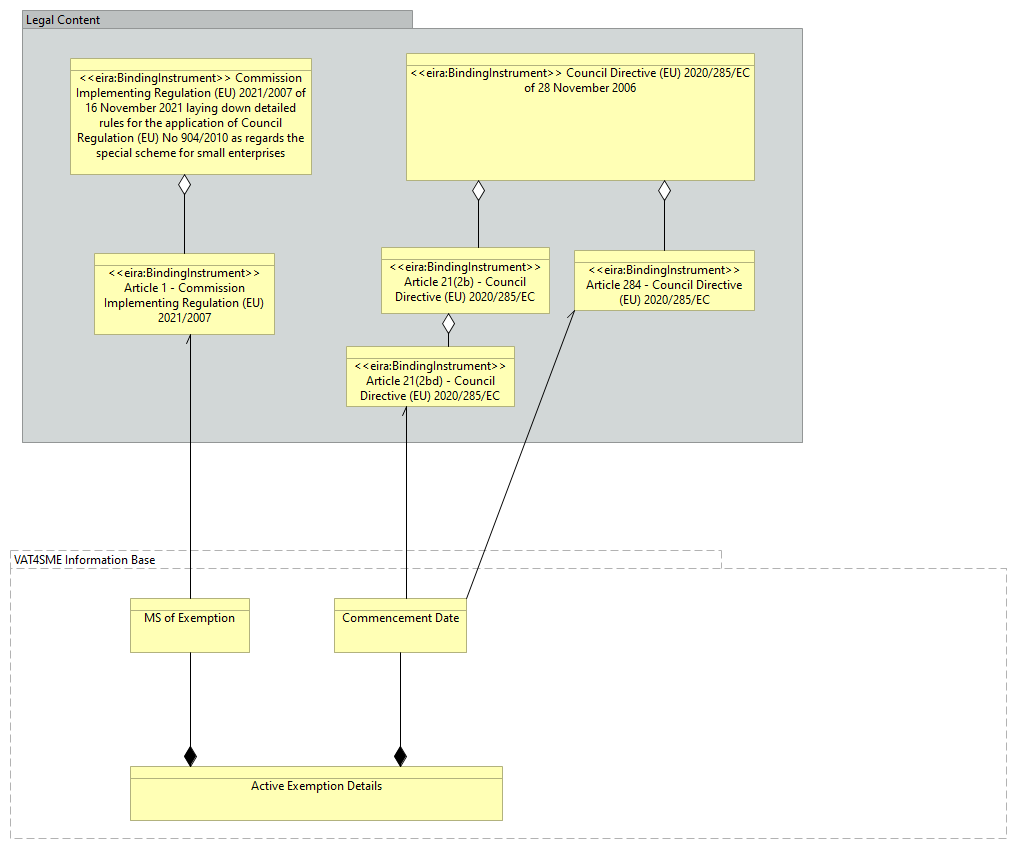 Legal Content
<<eira:BindingInstrument>> Commission
Implementing Regulation (EU) 2021/2007 of
16 November 2021 laying down detailed
rules for the application of Council
Regulation (EU) No 904/2010 as regards the
special scheme for small enterprises
<<eira:BindingInstrument>> Council Directive (EU) 2020/285/EC
of 28 November 2006
<<eira:BindingInstrument>>
Article 1 - Commission
Implementing Regulation (EU)
2021/2007
<<eira:BindingInstrument>>
Article 21(2b) - Council
Directive (EU) 2020/285/EC
<<eira:BindingInstrument>>
Article 284 - Council Directive
(EU) 2020/285/EC
<<eira:BindingInstrument>>
Article 21(2bd) - Council
Directive (EU) 2020/285/EC
VAT4SME Information Base
MS of Exemption
Commencement Date
Active Exemption Details